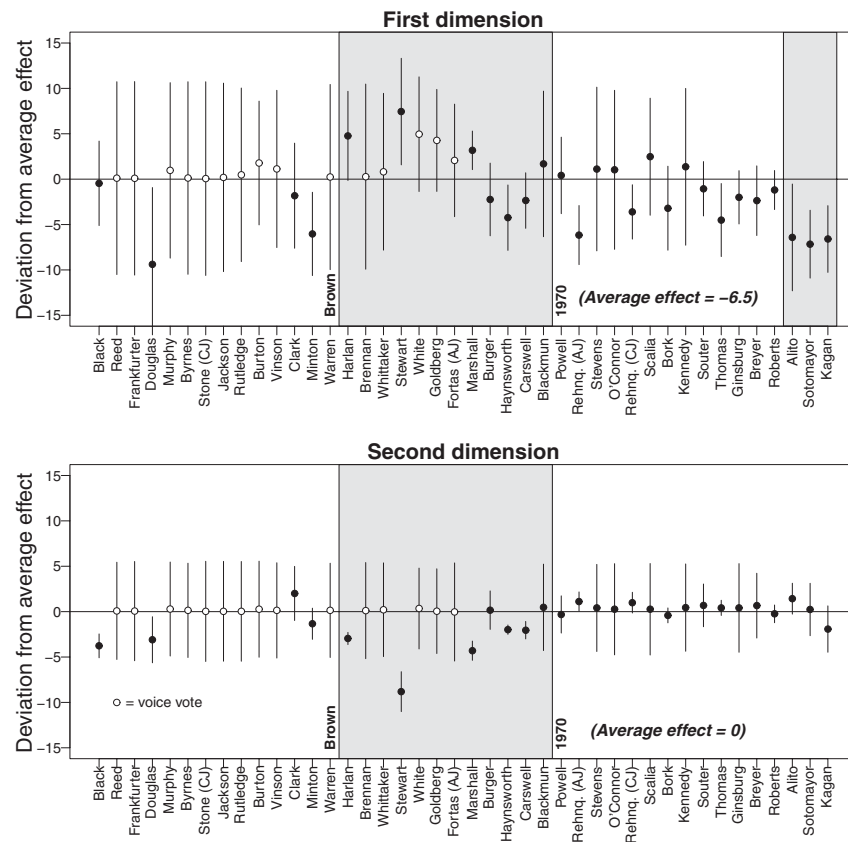 First dimension
Deviation from average effect
15
10
5
0
−5
−10
−15
Brown
1970
(Average effect = −6.5)
Black
Reed
Frankfurter
Douglas
Murphy
Byrnes
Stone (CJ)
Jackson
Rutledge
Burton
Vinson
Clark
Minton
Warren
Harlan
Brennan
Whittaker
Stewart
White
Goldberg
Fortas (AJ)
Marshall
Burger
Haynsworth
Carswell
Blackmun
Powell
Rehnq. (AJ)
Stevens
O'Connor
Rehnq. (CJ)
Scalia
Bork
Kennedy
Souter
Thomas
Ginsburg
Breyer
Roberts
Alito
Sotomayor
Kagan
Second dimension
Deviation from average effect
15
10
5
0
−5
−10
−15
= voice vote
Brown
1970
(Average effect = 0)
Black
Reed
Frankfurter
Douglas
Murphy
Byrnes
Stone (CJ)
Jackson
Rutledge
Burton
Vinson
Clark
Minton
Warren
Harlan
Brennan
Whittaker
Stewart
White
Goldberg
Fortas (AJ)
Marshall
Burger
Haynsworth
Carswell
Blackmun
Powell
Rehnq. (AJ)
Stevens
O'Connor
Rehnq. (CJ)
Scalia
Bork
Kennedy
Souter
Thomas
Ginsburg
Breyer
Roberts
Alito
Sotomayor
Kagan